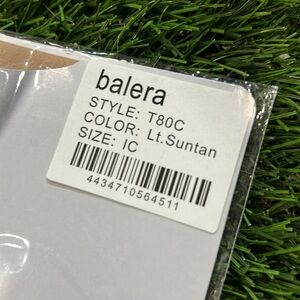 balera
STYLE: T80C
COLOR: Lt.Suntan
SIZE: IC
4434710564511